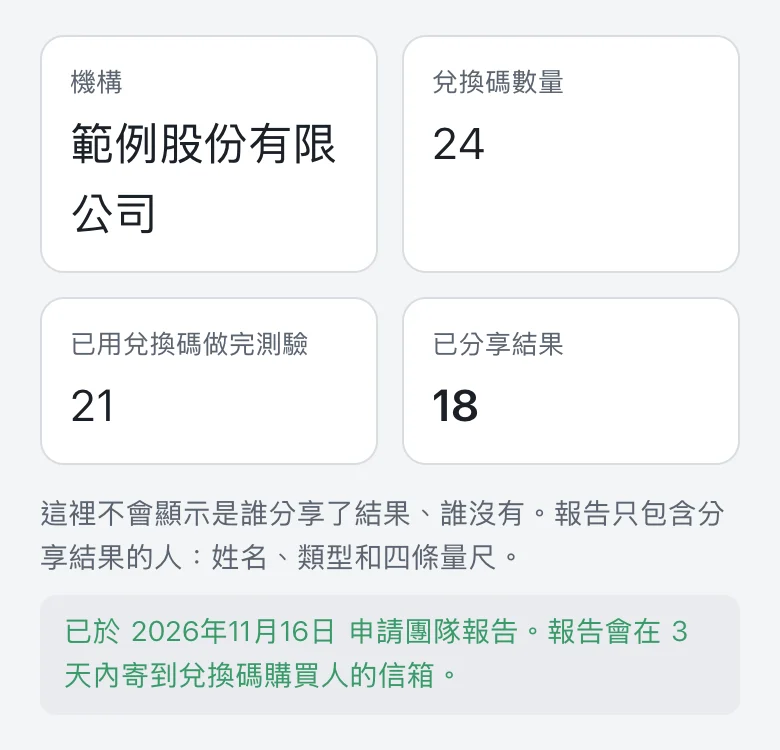 機構
範例股份有限
公司
兌換碼數量
24
已用兌換碼做完測驗
21
已分享結果
18
這裡不會顯示是誰分享了結果、誰沒有。報告只包含分
享結果的人：姓名、類型和四條量尺。
已於 2026年11月16日 申請團隊報告。報告會在 3
天內寄到兌換碼購買人的信箱。